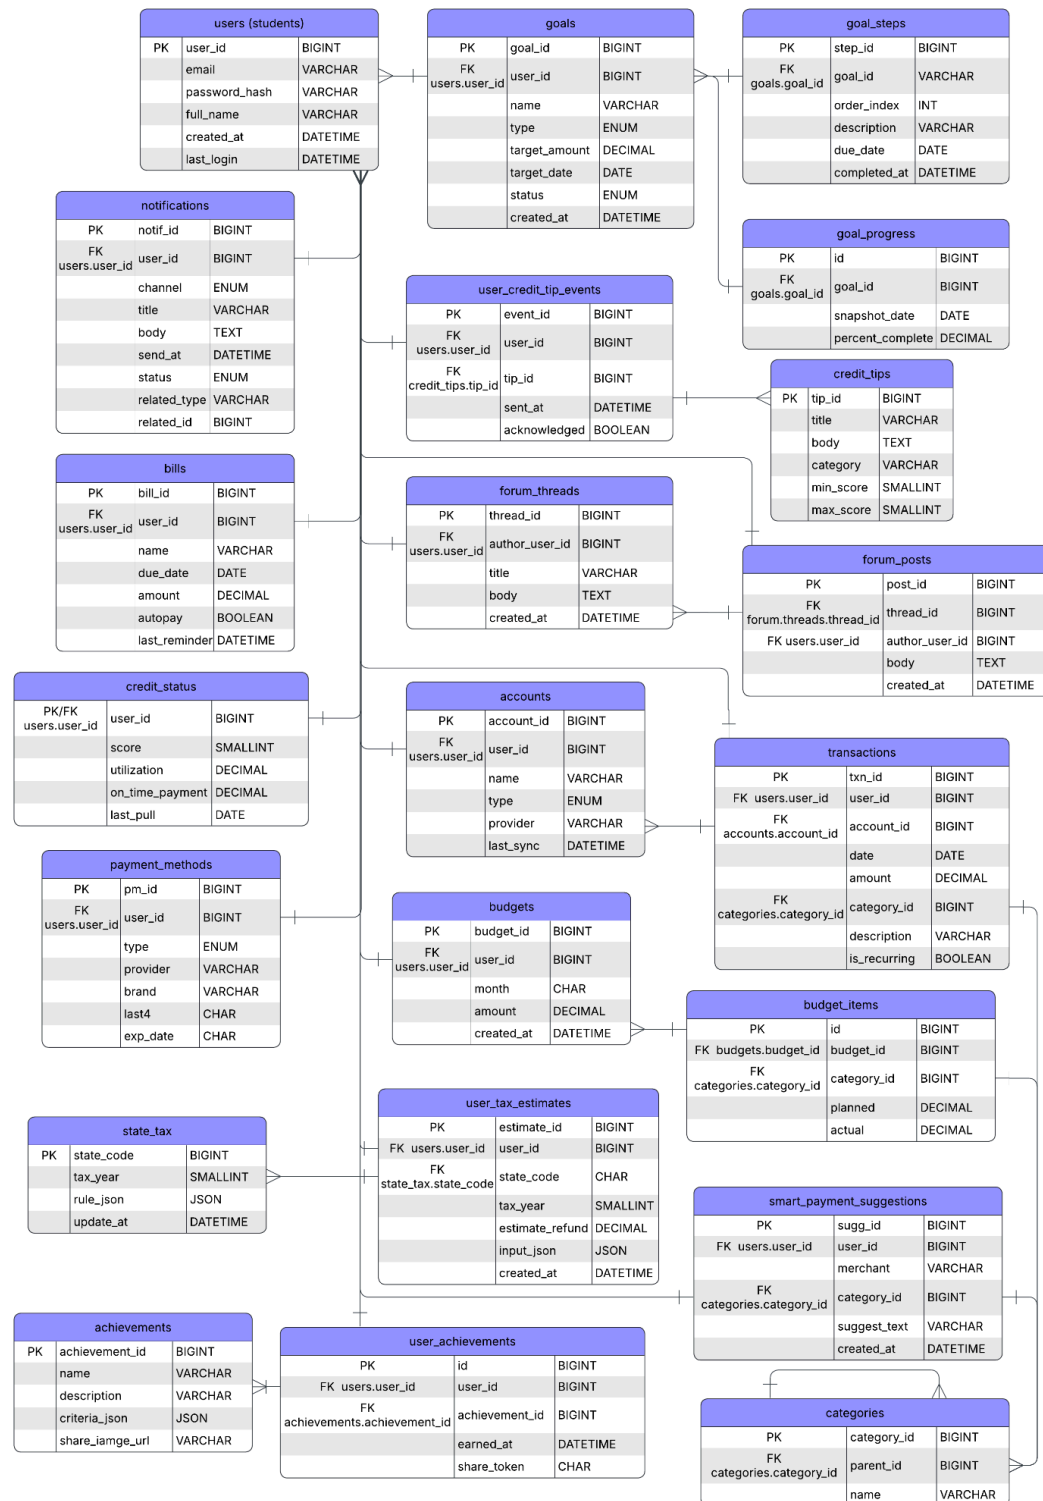 users (students)
PK user_id BIGINT
email VARCHAR
password_hash VARCHAR
full_name VARCHAR
created_at DATETIME
last_login DATETIME
goals
PK goal_id BIGINT
FK users.user_id user_id BIGINT
name VARCHAR
type ENUM
target_amount DECIMAL
target_date DATE
status ENUM
created_at DATETIME
goal_steps
PK step_id BIGINT
FK goals.goal_id goal_id VARCHAR
order_index INT
description VARCHAR
due_date DATE
completed_at DATETIME
notifications
PK notif_id BIGINT
FK users.user_id user_id BIGINT
channel ENUM
title VARCHAR
body TEXT
send_at DATETIME
status ENUM
related_type VARCHAR
related_id BIGINT
goal_progress
PK id BIGINT
FK goals.goal_id goal_id BIGINT
snapshot_date DATE
percent_complete DECIMAL
user_credit_tip_events
PK event_id BIGINT
FK users.user_id user_id BIGINT
FK credit_tips.tip_id tip_id BIGINT
sent_at DATETIME
acknowledged BOOLEAN
credit_tips
PK tip_id BIGINT
title VARCHAR
body TEXT
category VARCHAR
min_score SMALLINT
max_score SMALLINT
bills
PK bill_id BIGINT
FK users.user_id user_id BIGINT
name VARCHAR
due_date DATE
amount DECIMAL
autopay BOOLEAN
last_reminder DATETIME
forum_threads
PK thread_id BIGINT
FK users.user_id author_user_id BIGINT
title VARCHAR
body TEXT
created_at DATETIME
forum_posts
PK post_id BIGINT
FK forum.threads.thread_id thread_id BIGINT
FK users.user_id author_user_id BIGINT
body TEXT
created_at DATETIME
credit_status
PK/FK users.user_id user_id BIGINT
score SMALLINT
utilization DECIMAL
on_time_payment DECIMAL
last_pull DATE
accounts
PK account_id BIGINT
FK users.user_id user_id BIGINT
name VARCHAR
type ENUM
provider VARCHAR
last_sync DATETIME
transactions
PK txn_id BIGINT
FK users.user_id user_id BIGINT
FK accounts.account_id account_id BIGINT
date DATE
amount DECIMAL
FK categories.category_id category_id BIGINT
description VARCHAR
is_recurring BOOLEAN
payment_methods
PK pm_id BIGINT
FK users.user_id user_id BIGINT
type ENUM
provider VARCHAR
brand VARCHAR
last4 CHAR
exp_date CHAR
budgets
PK budget_id BIGINT
FK users.user_id user_id BIGINT
month CHAR
amount DECIMAL
created_at DATETIME
budget_items
PK id BIGINT
FK budgets.budget_id budget_id BIGINT
FK categories.category_id category_id BIGINT
planned DECIMAL
actual DECIMAL
state_tax
PK state_code BIGINT
tax_year SMALLINT
rule_json JSON
update_at DATETIME
user_tax_estimates
PK estimate_id BIGINT
FK users.user_id user_id BIGINT
FK state_tax.state_code state_code CHAR
tax_year SMALLINT
estimate_refund DECIMAL
input_json JSON
created_at DATETIME
smart_payment_suggestions
PK sugg_id BIGINT
FK users.user_id user_id BIGINT
merchant VARCHAR
FK categories.category_id category_id BIGINT
suggest_text VARCHAR
created_at DATETIME
achievements
PK achievement_id BIGINT
name VARCHAR
description VARCHAR
criteria_json JSON
share_iamge_url VARCHAR
user_achievements
PK id BIGINT
FK users.user_id user_id BIGINT
FK achievements.achievement_id achievement_id BIGINT
earned_at DATETIME
share_token CHAR
categories
PK category_id BIGINT
FK categories.category_id parent_id BIGINT
name VARCHAR